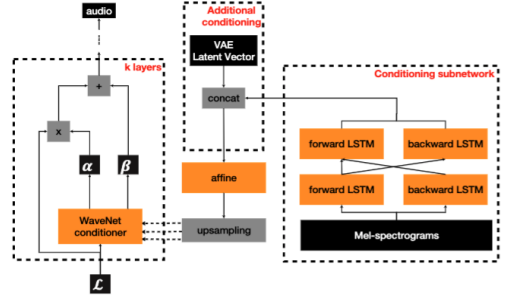 audio
k layers
+
x
α
β
WaveNet
conditioner
ℒ
Additional
conditioning
VAE
Latent Vector
concat
affine
upsampling
Conditioning subnetwork
forward LSTM
backward LSTM
forward LSTM
backward LSTM
Mel-spectrograms